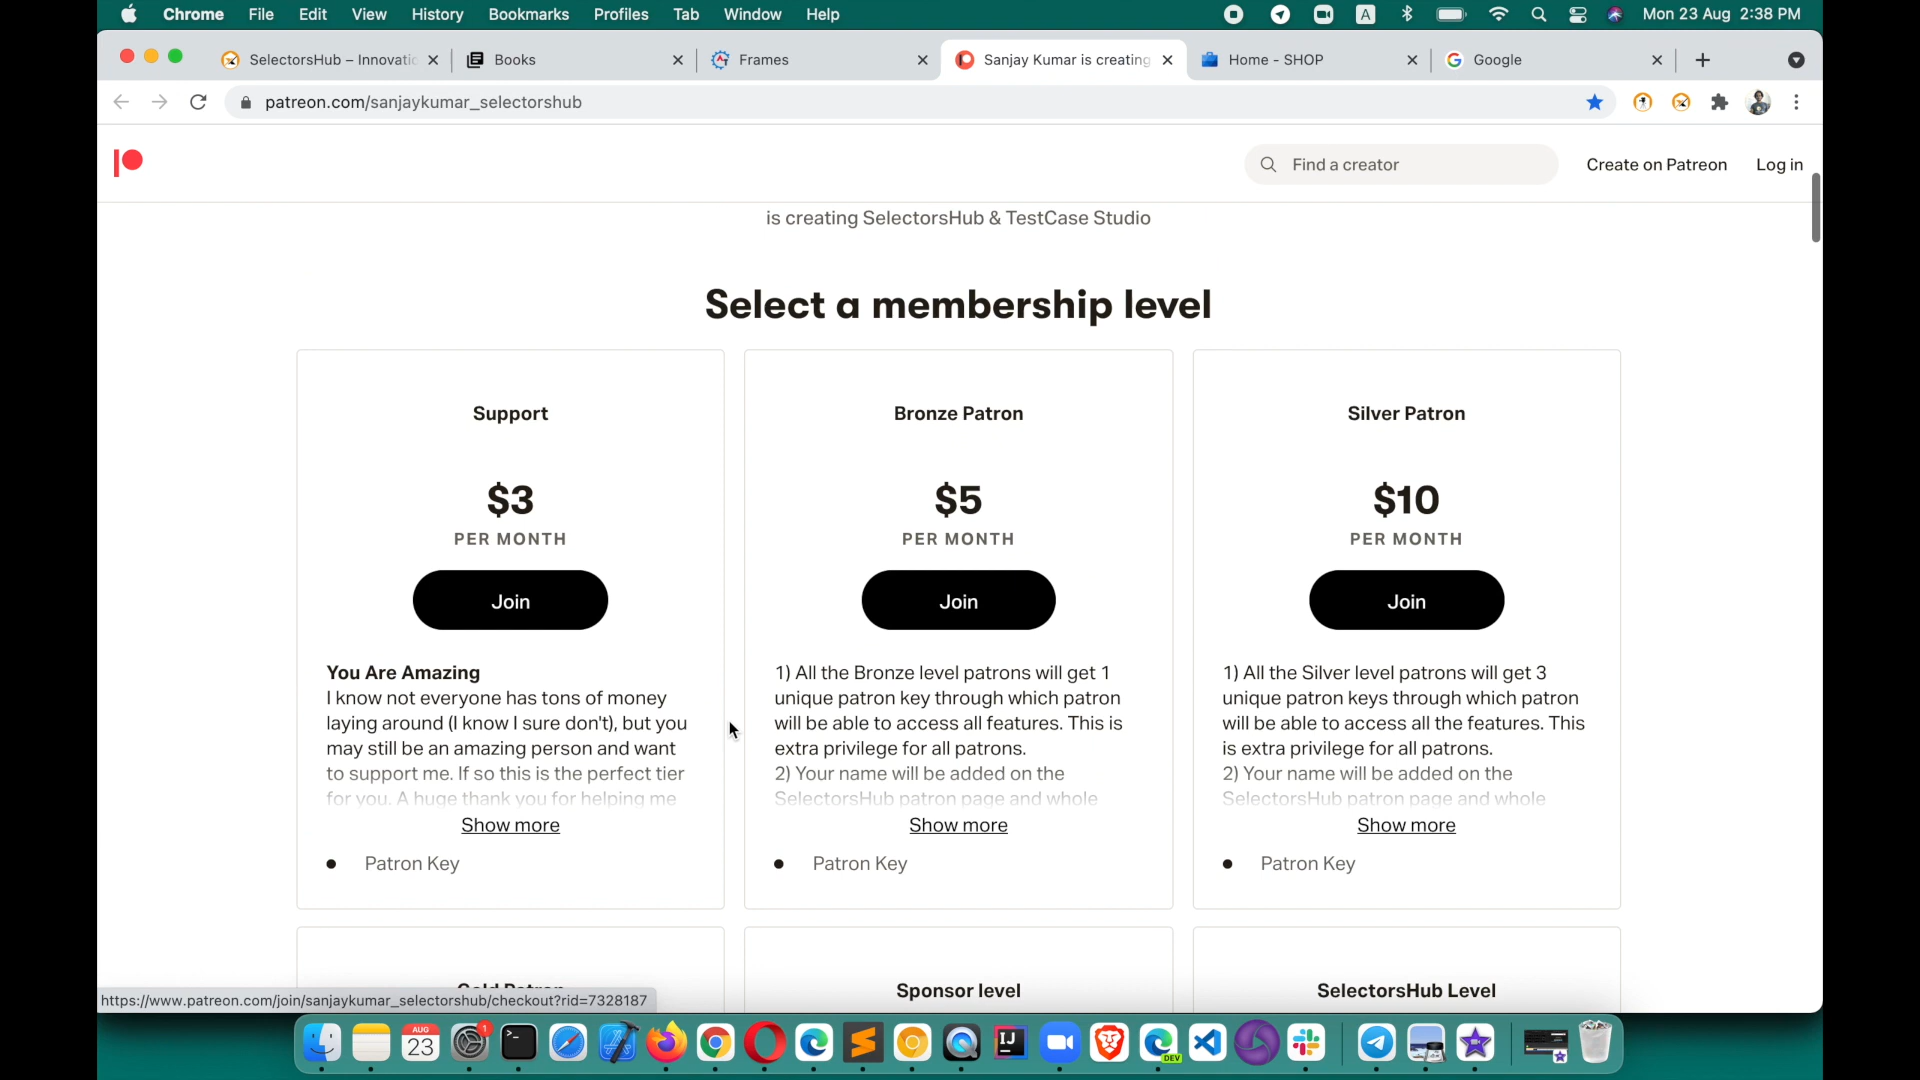 Chrome File Edit View History Bookmarks Profiles Tab Window Help A Mon 23 Aug 2:38 PM
SelectorsHub – Innovatio Books Frames Sanjay Kumar is creating Home - SHOP Google
patreon.com/sanjaykumar_selectorshub
Find a creator Create on Patreon Log in
is creating SelectorsHub & TestCase Studio
Select a membership level
Support
$3
PER MONTH
Join
You Are Amazing
I know not everyone has tons of money
laying around (I know I sure don't), but you
may still be an amazing person and want
to support me. If so this is the perfect tier
for you. A huge thank you for helping me
Show more
Patron Key
Bronze Patron
$5
PER MONTH
Join
1) All the Bronze level patrons will get 1
unique patron key through which patron
will be able to access all features. This is
extra privilege for all patrons.
2) Your name will be added on the
SelectorsHub patron page and whole
Show more
Patron Key
Silver Patron
$10
PER MONTH
Join
1) All the Silver level patrons will get 3
unique patron keys through which patron
will be able to access all the features. This
is extra privilege for all patrons.
2) Your name will be added on the
SelectorsHub patron page and whole
Show more
Patron Key
Gold Patron
Sponsor level
SelectorsHub Level
https://www.patreon.com/join/sanjaykumar_selectorshub/checkout?rid=7328187
AUG
23
1
IJ
DEV